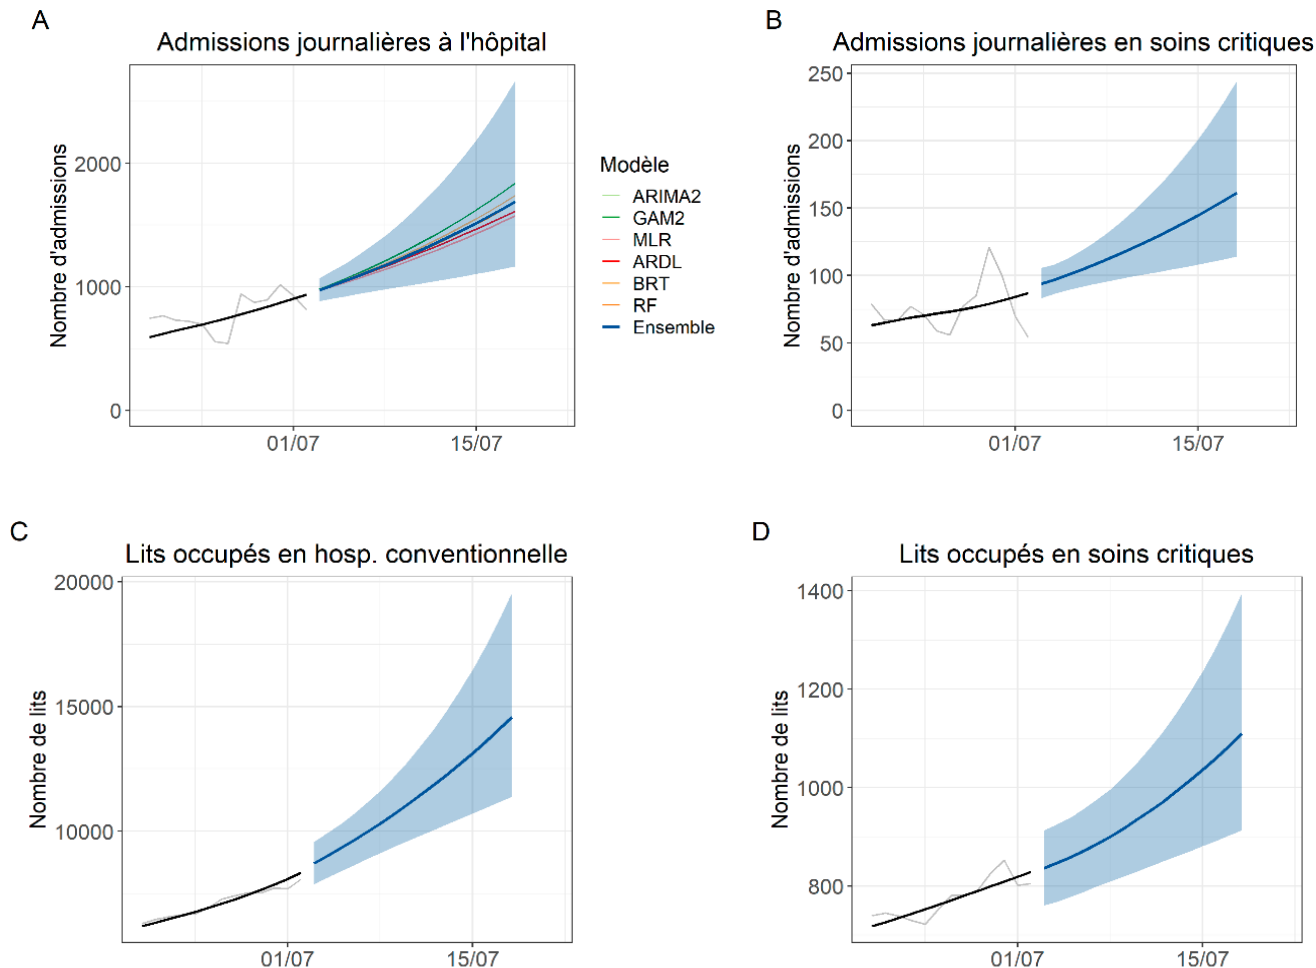 A
Admissions journalières à l'hôpital
Nombre d'admissions
2000
1000
0
01/07
15/07
Modèle
ARIMA2
GAM2
MLR
ARDL
BRT
RF
Ensemble
B
Admissions journalières en soins critiques
Nombre d'admissions
250
200
150
100
50
0
01/07
15/07
C
Lits occupés en hosp. conventionnelle
Nombre de lits
20000
15000
10000
01/07
15/07
D
Lits occupés en soins critiques
Nombre de lits
1400
1200
1000
800
01/07
15/07